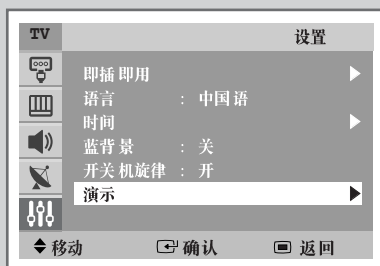 TV
设置
即插即用
语言 : 中国语
时间
蓝背景 : 关
开关机旋律 : 开
演示
移动 确认 返回